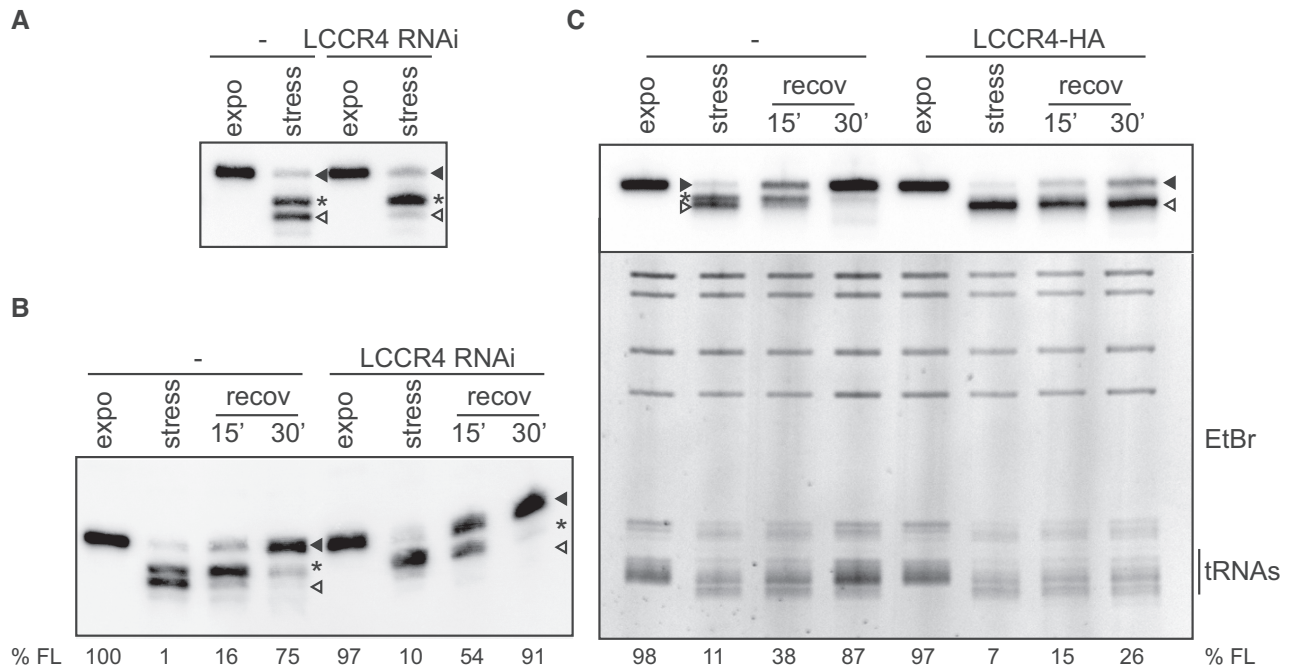 A
- LCCR4 RNAi
expo stress expo stress
*
*
B
- LCCR4 RNAi
expo stress recov expo stress recov
15’ 30’ 15’ 30’
*
*
% FL 100 1 16 75 97 10 54 91
C
- LCCR4-HA
expo stress recov expo stress recov
15’ 30’ 15’ 30’
*
EtBr
tRNAs
98 11 38 87 97 7 15 26 % FL